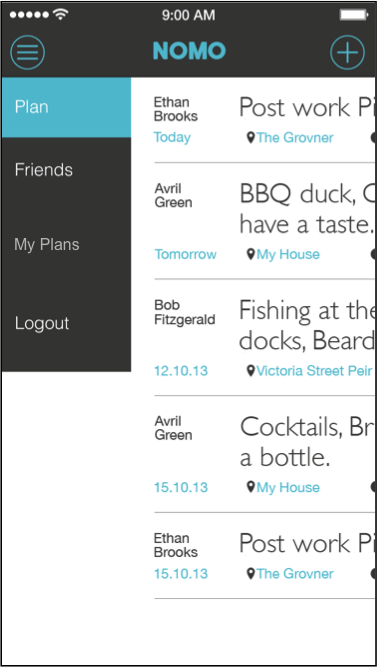 9:00 AM
NOMO
Plan
Friends
My Plans
Logout
Ethan
Brooks
Today
Post work Pi
The Grovner
Avril
Green
Tomorrow
BBQ duck, C
have a taste.
My House
Bob
Fitzgerald
12.10.13
Fishing at the
docks, Beard
Victoria Street Peir
Avril
Green
15.10.13
Cocktails, Br
a bottle.
My House
Ethan
Brooks
15.10.13
Post work Pi
The Grovner